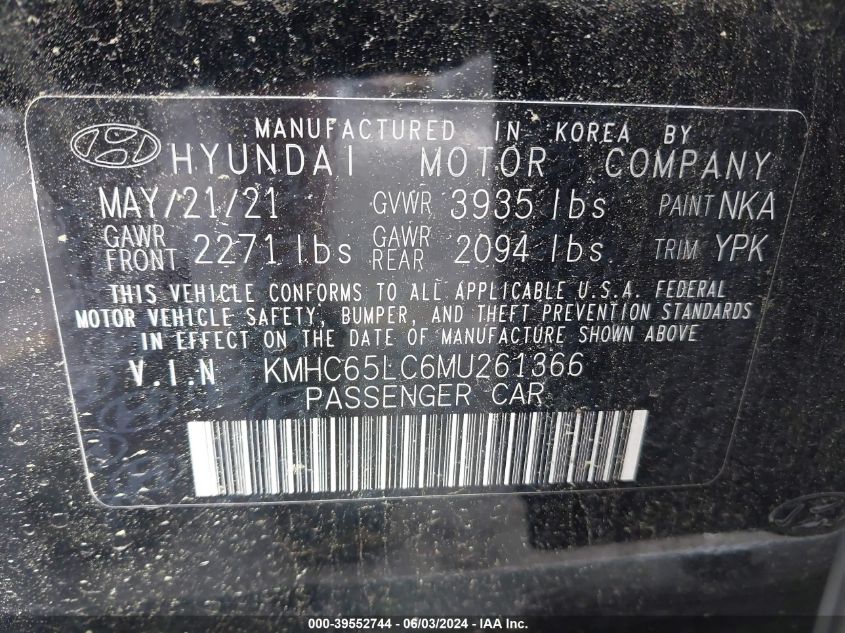 MANUFACTURED IN KOREA BY
HYUNDAI MOTOR COMPANY
MAY/21/21 GVWR 3935 lbs PAINT NKA
GAWR FRONT 2271 lbs GAWR REAR 2094 lbs TRIM YPK
THIS VEHICLE CONFORMS TO ALL APPLICABLE U.S.A. FEDERAL
MOTOR VEHICLE SAFETY, BUMPER, AND THEFT PREVENTION STANDARDS
IN EFFECT ON THE DATE OF MANUFACTURE SHOWN ABOVE
V.I.N KMHC65LC6MU261366
PASSENGER CAR
000-39552744 - 06/03/2024 - IAA Inc.